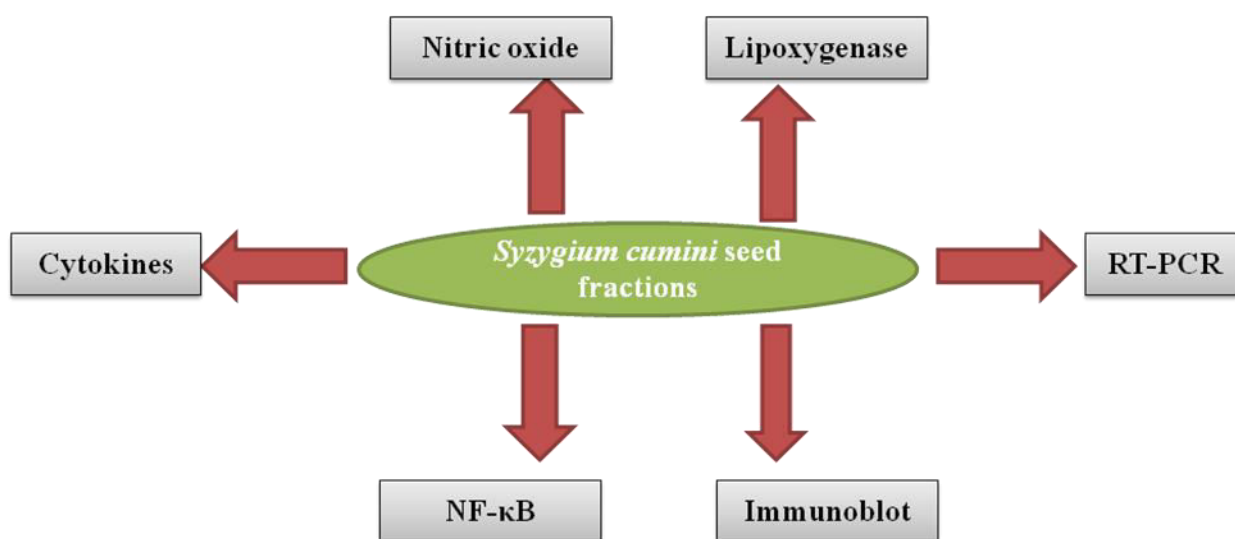 Nitric oxide
Lipoxygenase
Cytokines
Syzygium cumini seed
fractions
RT-PCR
NF-κB
Immunoblot